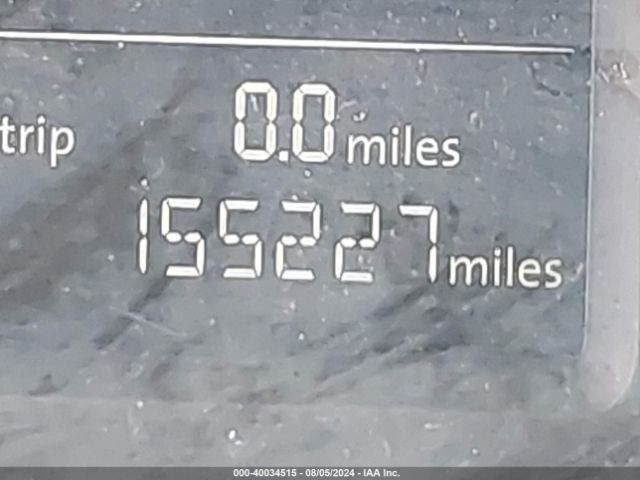 trip 0.0 miles
155227 miles
000-40034515 - 08/05/2024 - IAA Inc.